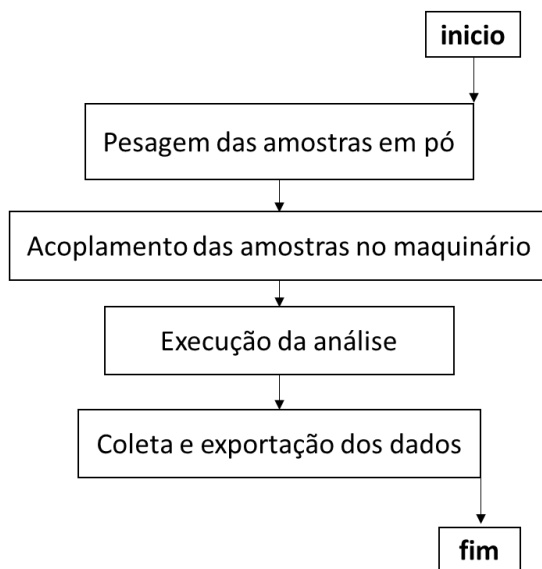 inicio
Pesagem das amostras em pó
Acoplamento das amostras no maquinário
Execução da análise
Coleta e exportação dos dados
fim